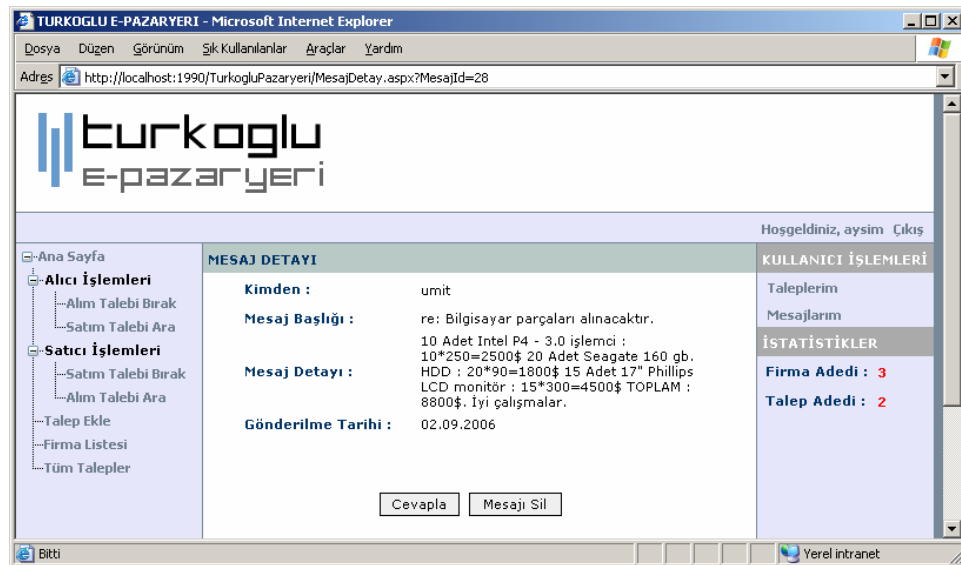 TURKOGLU E-PAZARYERI - Microsoft Internet Explorer
Dosya Düzen Görünüm Sık Kullanılanlar Araçlar Yardım
Adres http://localhost:1990/TurkogluPazaryeri/MesajDetay.aspx?MesajId=28
turkoglu
e-pazaryeri
Hoşgeldiniz, aysim Çıkış
Ana Sayfa
Alıcı İşlemleri
Alım Talebi Bırak
Satım Talebi Ara
Satıcı İşlemleri
Satım Talebi Bırak
Alım Talebi Ara
Talep Ekle
Firma Listesi
Tüm Talepler
MESAJ DETAYI
Kimden : umit
Mesaj Başlığı : re: Bilgisayar parçaları alınacaktır.
Mesaj Detayı :
10 Adet Intel P4 - 3.0 işlemci :
10*250=2500$ 20 Adet Seagate 160 gb.
HDD : 20*90=1800$ 15 Adet 17" Phillips
LCD monitör : 15*300=4500$ TOPLAM :
8800$. İyi çalışmalar.
Gönderilme Tarihi : 02.09.2006
Cevapla Mesajı Sil
KULLANICI İŞLEMLERİ
Taleplerim
Mesajlarım
İSTATİSTİKLER
Firma Adedi : 3
Talep Adedi : 2
Bitti Yerel intranet